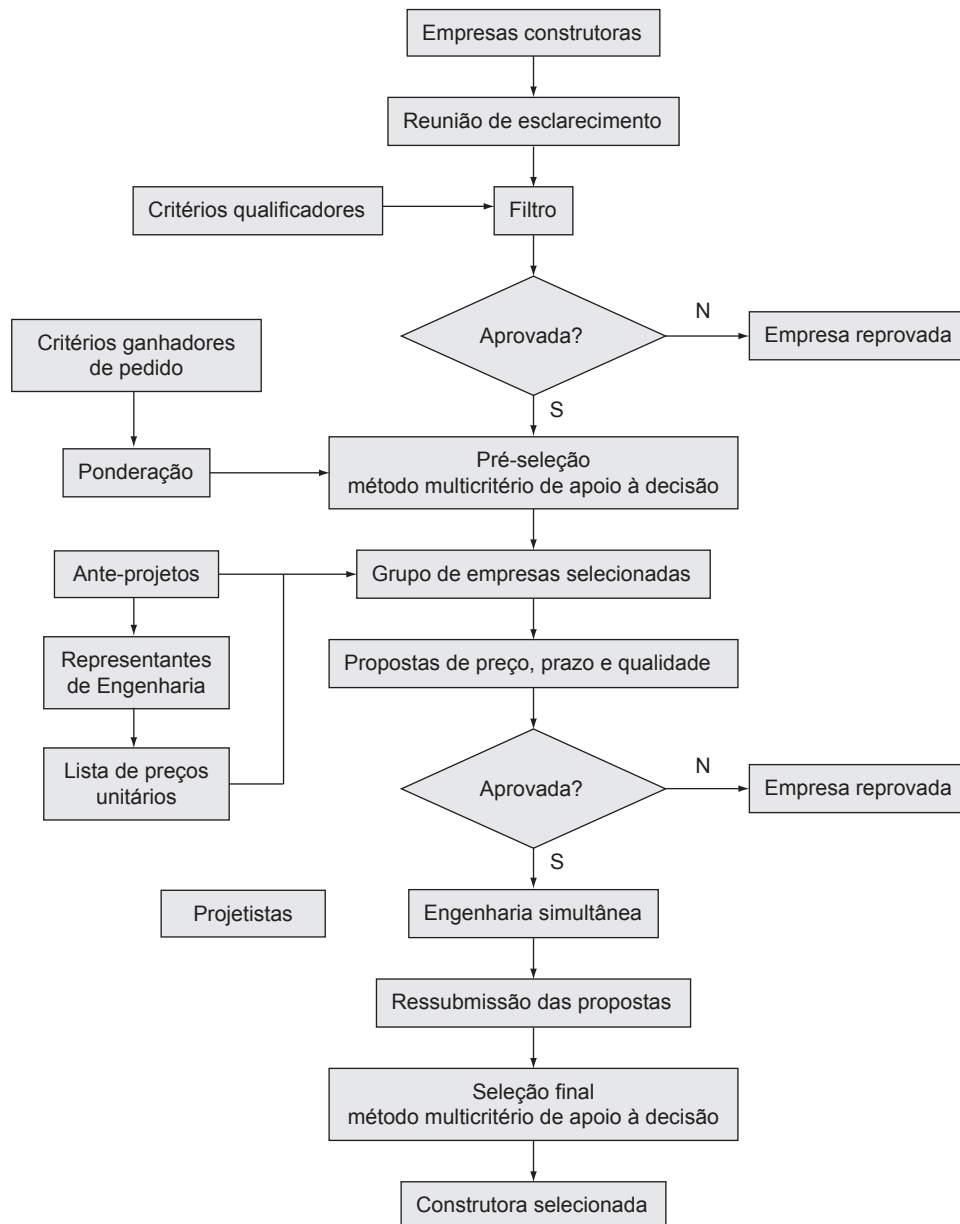 Empresas construtoras
Reunião de esclarecimento
Critérios qualificadores
Filtro
Aprovada?
N
Empresa reprovada
Critérios ganhadores
de pedido
S
Ponderação
Pré-seleção
método multicritério de apoio à decisão
Ante-projetos
Grupo de empresas selecionadas
Representantes
de Engenharia
Propostas de preço, prazo e qualidade
Lista de preços
unitários
Aprovada?
N
Empresa reprovada
S
Projetistas
Engenharia simultânea
Ressubmissão das propostas
Seleção final
método multicritério de apoio à decisão
Construtora selecionada